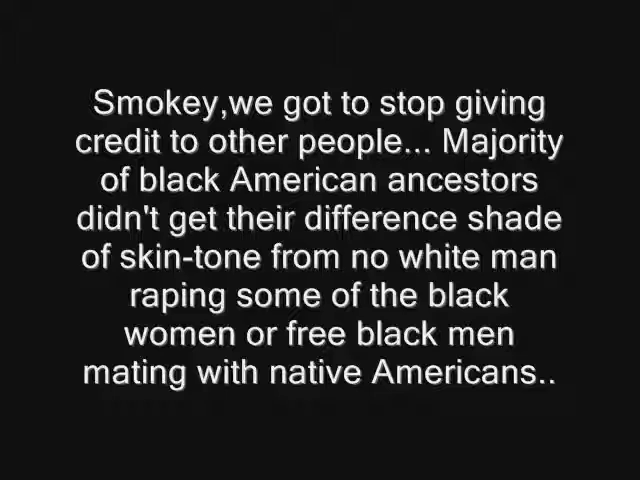 Smokey,we got to stop giving
credit to other people... Majority
of black American ancestors
didn't get their difference shade
of skin-tone from no white man
raping some of the black
women or free black men
mating with native Americans..